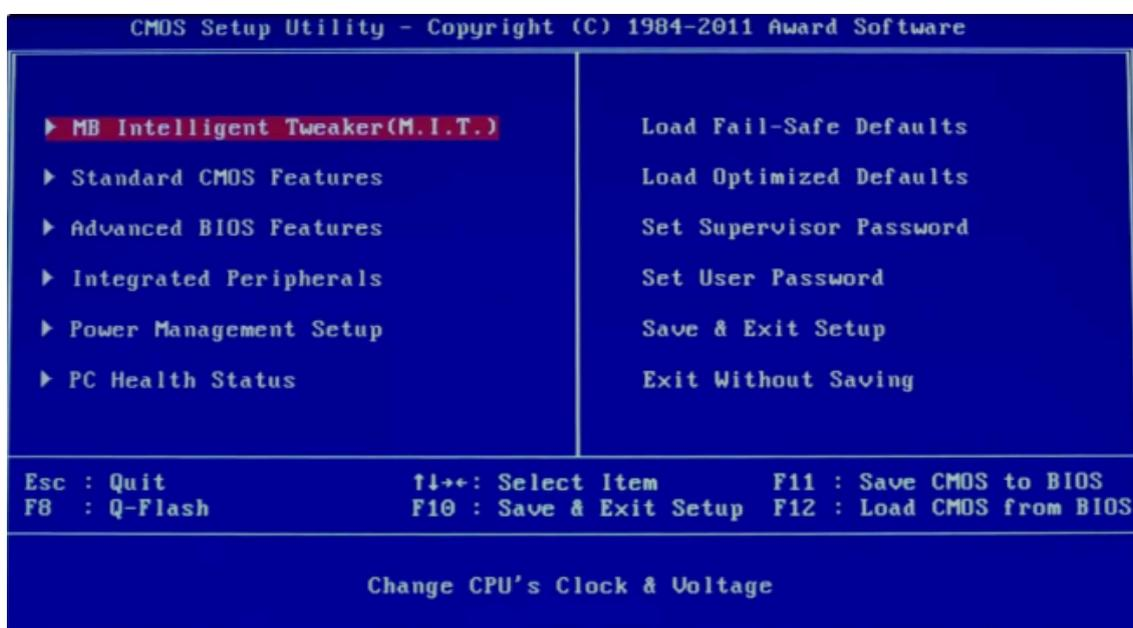 CMOS Setup Utility - Copyright (C) 1984-2011 Award Software
▶ MB Intelligent Tweaker(M.I.T.)
▶ Standard CMOS Features
▶ Advanced BIOS Features
▶ Integrated Peripherals
▶ Power Management Setup
▶ PC Health Status
Load Fail-Safe Defaults
Load Optimized Defaults
Set Supervisor Password
Set User Password
Save & Exit Setup
Exit Without Saving
Esc : Quit
F8 : Q-Flash
↑↓→←: Select Item
F10 : Save & Exit Setup
F11 : Save CMOS to BIOS
F12 : Load CMOS from BIOS
Change CPU's Clock & Voltage